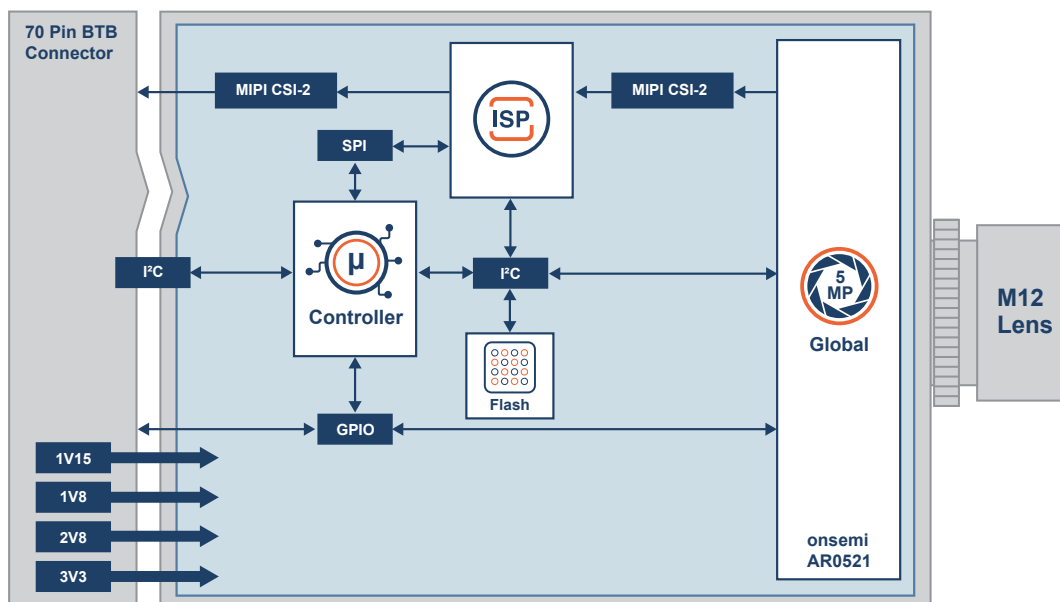 70 Pin BTB
Connector
MIPI CSI-2
ISP
MIPI CSI-2
SPI
I²C
µ
Controller
I²C
5
MP
Global
M12
Lens
Flash
GPIO
1V15
1V8
2V8
3V3
onsemi
AR0521